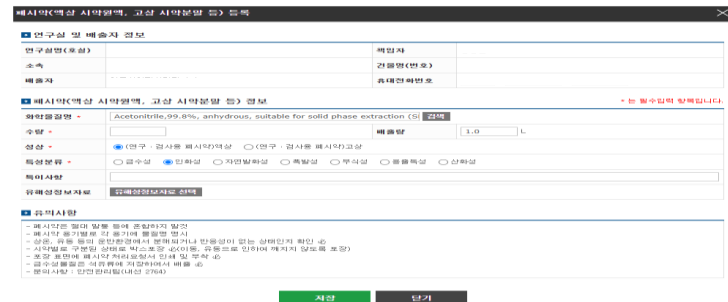 폐시약(액상 시약원액, 고상 시약분말 등) 등록
연구실 및 배출자 정보
연구실명(호실) 책임자
소속 건물명(번호)
배출자 휴대전화번호
폐시약(액상 시약원액, 고상 시약분말 등) 정보 * 는 필수입력 항목입니다.
화학물질명 * Acetonitrile,99.8%, anhydrous, suitable for solid phase extraction (S 검색
수량 * 배출량 1.0 L
성상 * (연구 · 검사용 폐시약)액상 (연구 · 검사용 폐시약)고상
특성분류 * 금수성 인화성 자연발화성 폭발성 부식성 응용독성 산화성
특이사항
유해성정보자료 유해성정보자료 선택
유의사항
- 폐시약은 절대 말통 등에 혼합하지 말것
- 폐시약 용기별로 각 용기에 물질명 명시
- 상온, 유통 등의 운반환경에서 분해되거나 반응성이 없는 상태인지 확인 必
- 시약별로 구분된 상태로 박스포장 必(이동, 유통으로 인하여 깨지지 않도록 포장)
- 포장 표면에 폐시약 처리요청서 인쇄 및 부착 必
- 금수성물질은 석유류에 저장하여서 배출 必
- 문의사항 : 안전관리팀(내선 2764)
저장 닫기